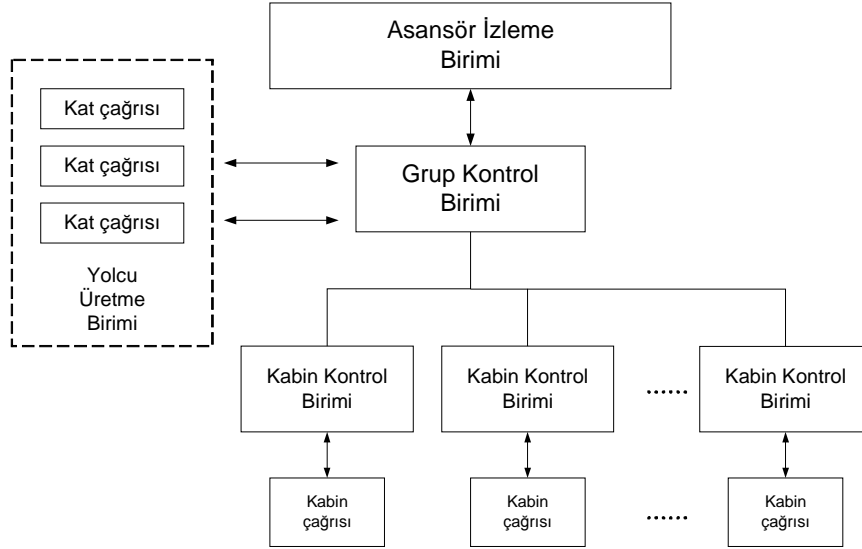 Asansör İzleme
Birimi
Kat çağrısı
Kat çağrısı
Kat çağrısı
Yolcu
Üretme
Birimi
Grup Kontrol
Birimi
Kabin Kontrol
Birimi
Kabin Kontrol
Birimi
......
Kabin Kontrol
Birimi
Kabin
çağrısı
Kabin
çağrısı
......
Kabin
çağrısı